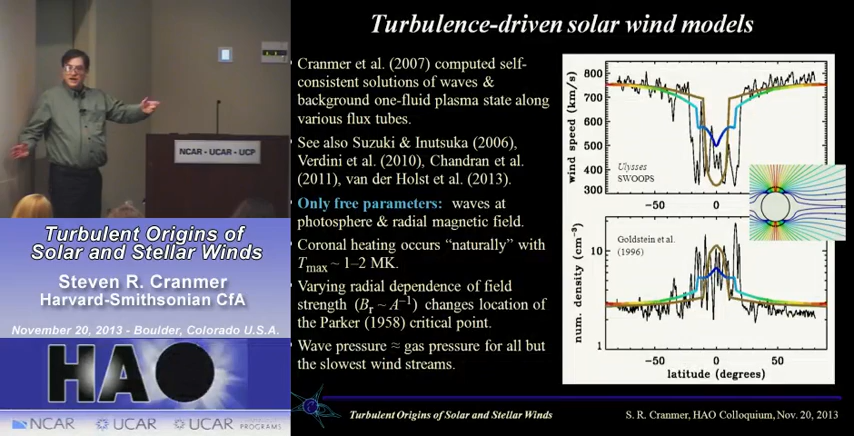 Turbulence-driven solar wind models
Cranmer et al. (2007) computed self-
consistent solutions of waves &
background one-fluid plasma state along
various flux tubes.
See also Suzuki & Inutsuka (2006),
Verdini et al. (2010), Chandran et al.
(2011), van der Holst et al. (2013).
Only free parameters: waves at
photosphere & radial magnetic field.
Coronal heating occurs “naturally” with
Tmax ~ 1–2 MK.
Varying radial dependence of field
strength (Br ~ A⁻¹) changes location of
the Parker (1958) critical point.
Wave pressure ≈ gas pressure for all but
the slowest wind streams.
wind speed (km/s)
800
700
600
500
400
300
Ulysses
SWOOPS
−50 0 50
num. density (cm⁻³)
10
1
Goldstein et al.
(1996)
−50 0 50
latitude (degrees)
Turbulent Origins of Solar and Stellar Winds
S. R. Cranmer, HAO Colloquium, Nov. 20, 2013
NCAR - UCAR - UCP
Turbulent Origins of
Solar and Stellar Winds
Steven R. Cranmer
Harvard-Smithsonian CfA
November 20, 2013 - Boulder, Colorado U.S.A.
HAO
NCAR
UCAR
UCAR
PROGRAMS